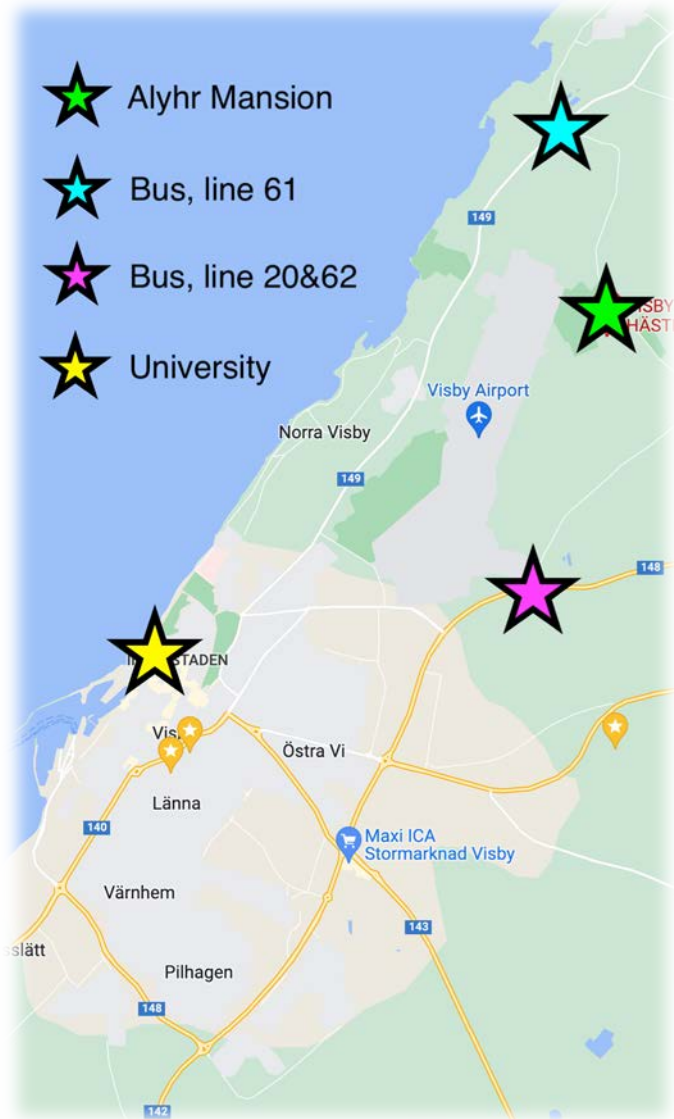 Alyhr Mansion
Bus, line 61
Bus, line 20&62
University
149
Visby Airport
Norra Visby
149
148
STADEN
Östra Vi
Länna
140
Maxi ICA
Stormarknad Visby
Värnhem
143
sslätt
Pilhagen
148
142